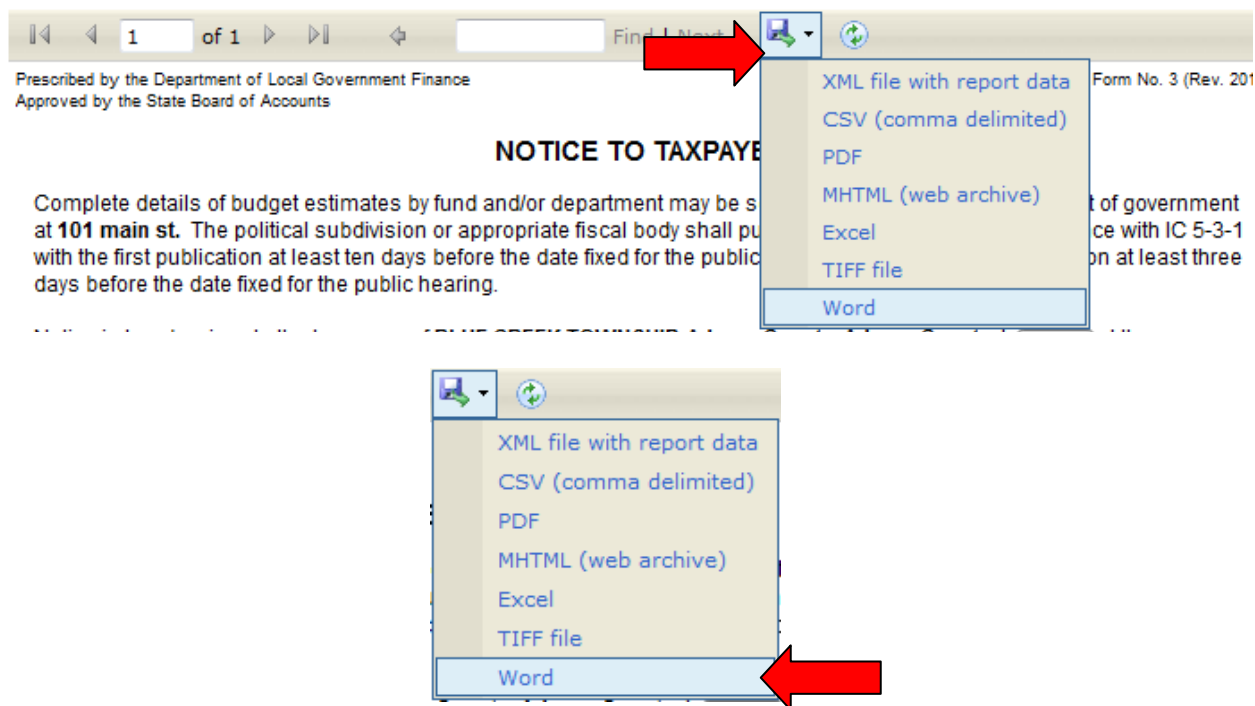 1 of 1 Find | Next
Prescribed by the Department of Local Government Finance
Approved by the State Board of Accounts
Form No. 3 (Rev. 201
NOTICE TO TAXPAYE
Complete details of budget estimates by fund and/or department may be s t of government
at 101 main st. The political subdivision or appropriate fiscal body shall pu ce with IC 5-3-1
with the first publication at least ten days before the date fixed for the public on at least three
days before the date fixed for the public hearing.
XML file with report data
CSV (comma delimited)
PDF
MHTML (web archive)
Excel
TIFF file
Word
XML file with report data
CSV (comma delimited)
PDF
MHTML (web archive)
Excel
TIFF file
Word